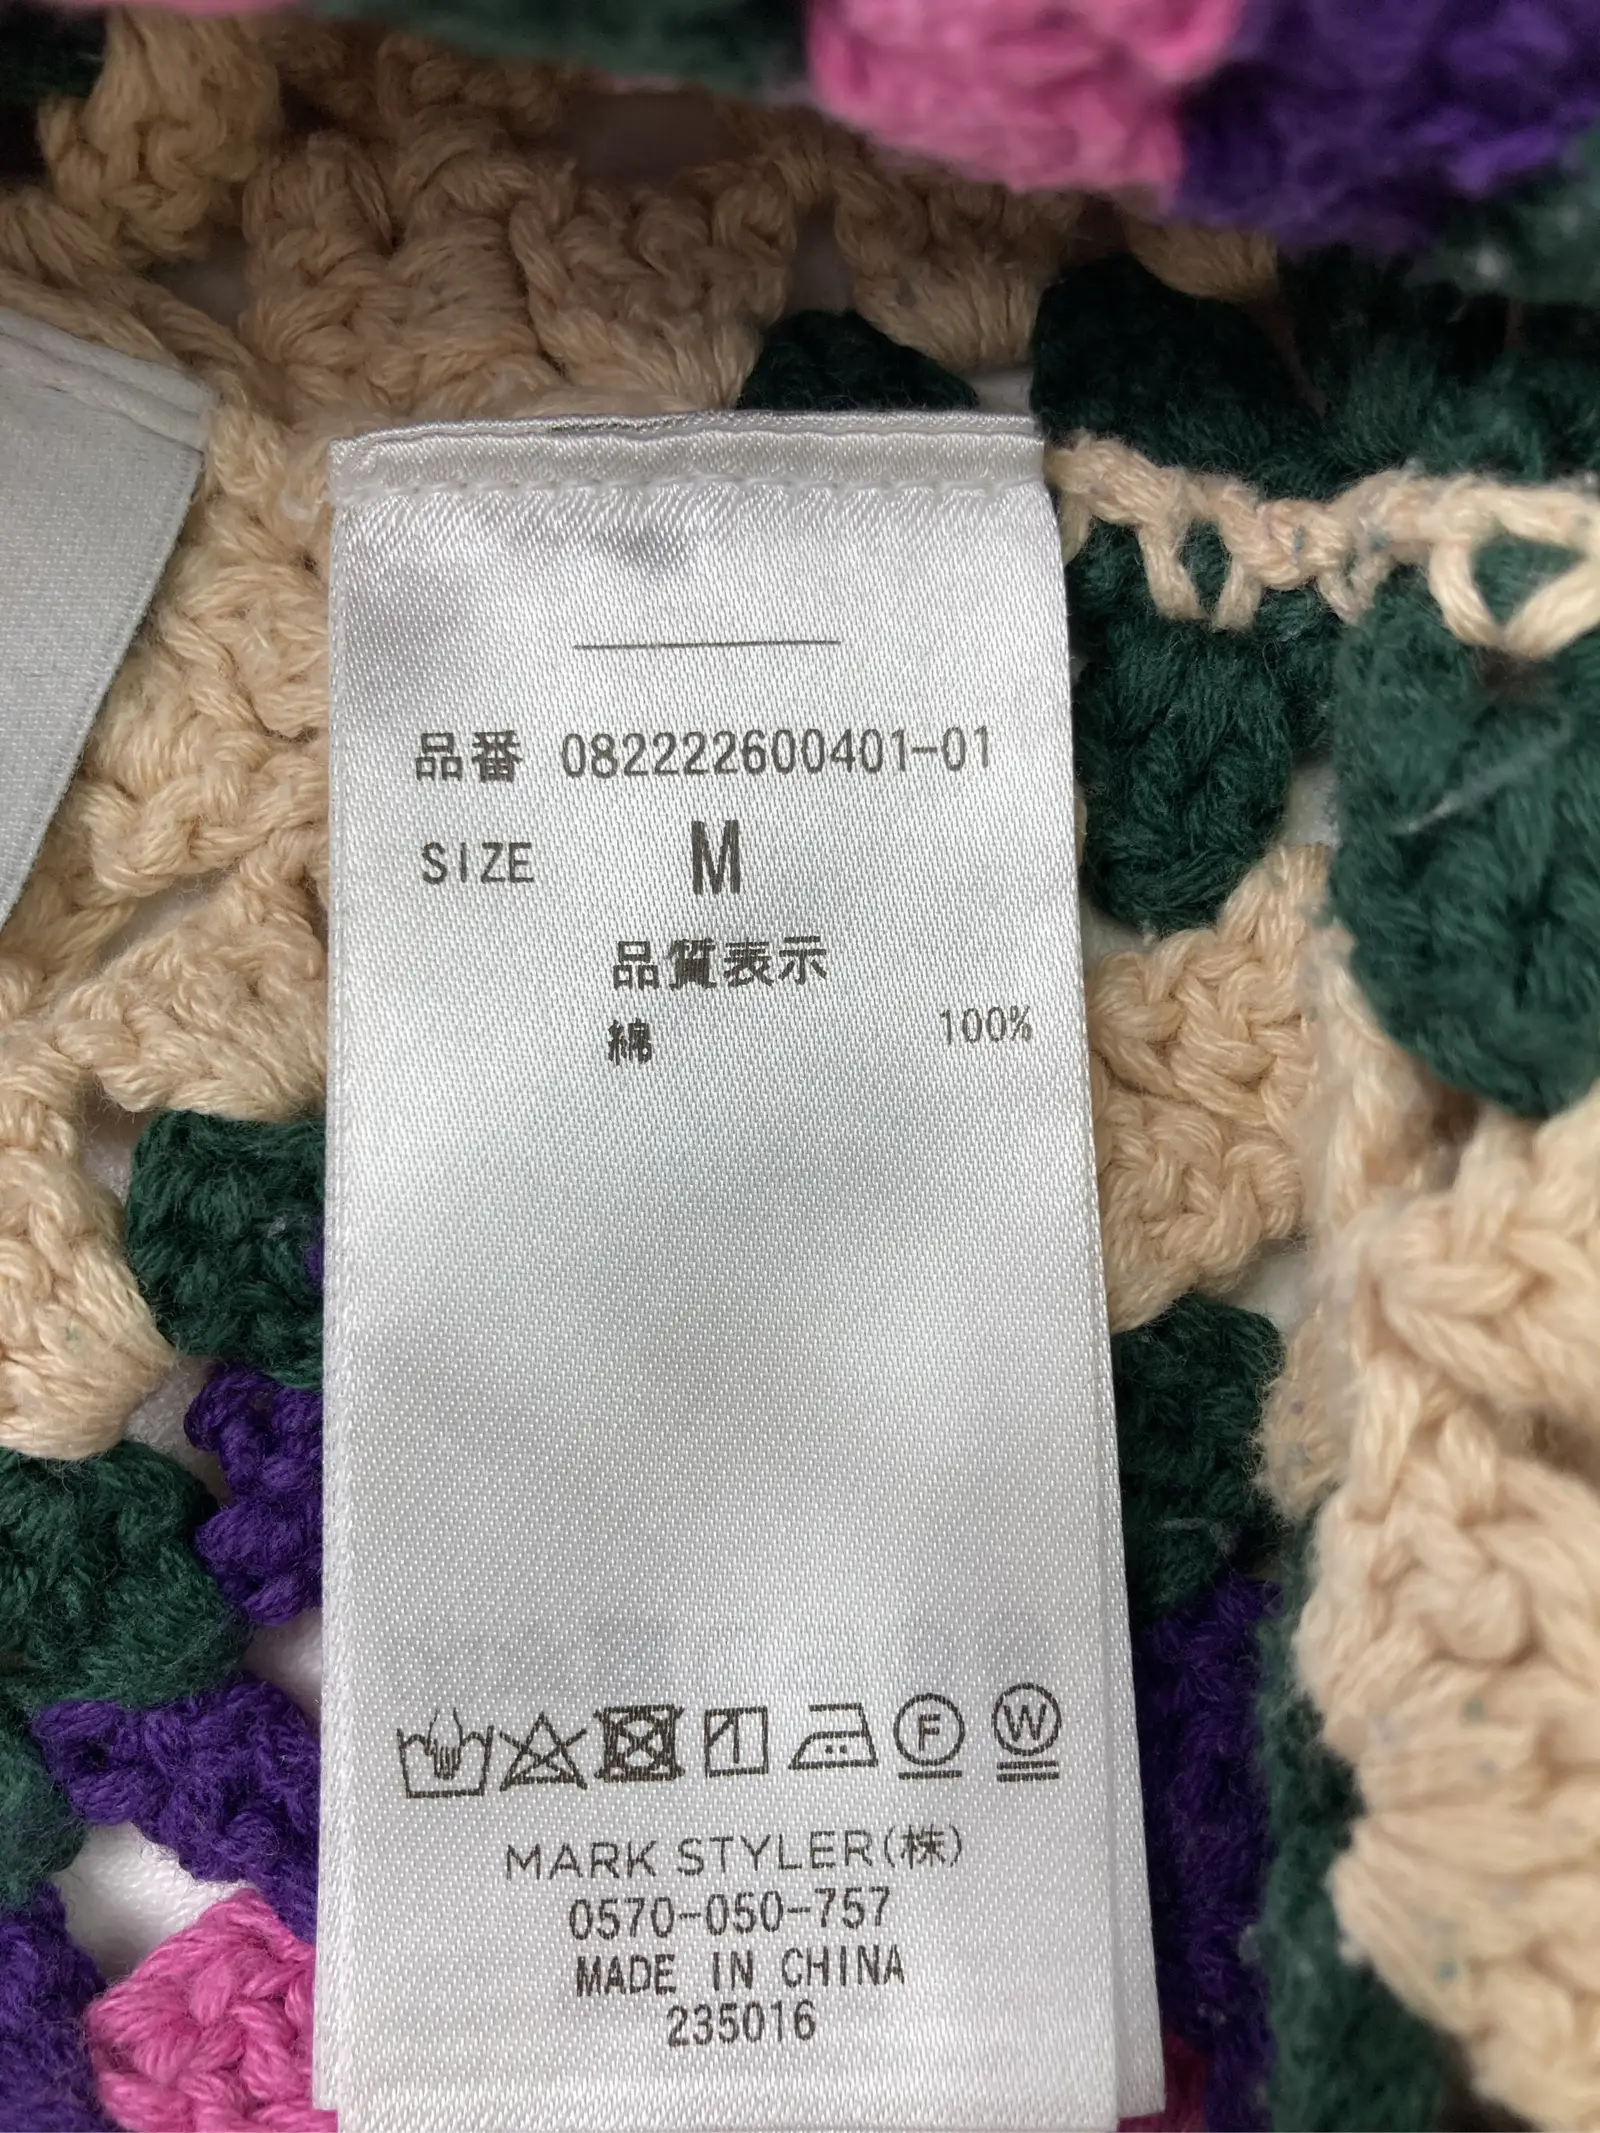 品番 082222600401-01
SIZE M
品質表示
綿 100%
F W
MARK STYLER(株)
0570-050-757
MADE IN CHINA
235016